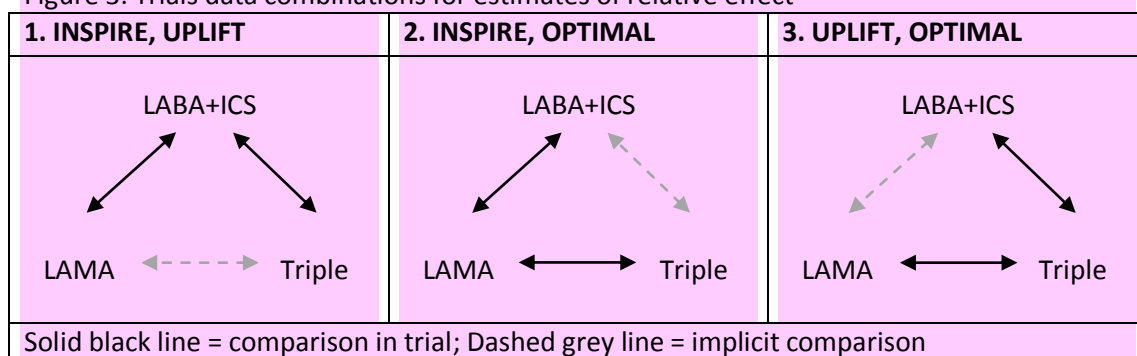 Figure 3: Trials data combinations for estimates of relative effect
1. INSPIRE, UPLIFT
2. INSPIRE, OPTIMAL
3. UPLIFT, OPTIMAL
LABA+ICS
LAMA
Triple
LABA+ICS
LAMA
Triple
LABA+ICS
LAMA
Triple
Solid black line = comparison in trial; Dashed grey line = implicit comparison